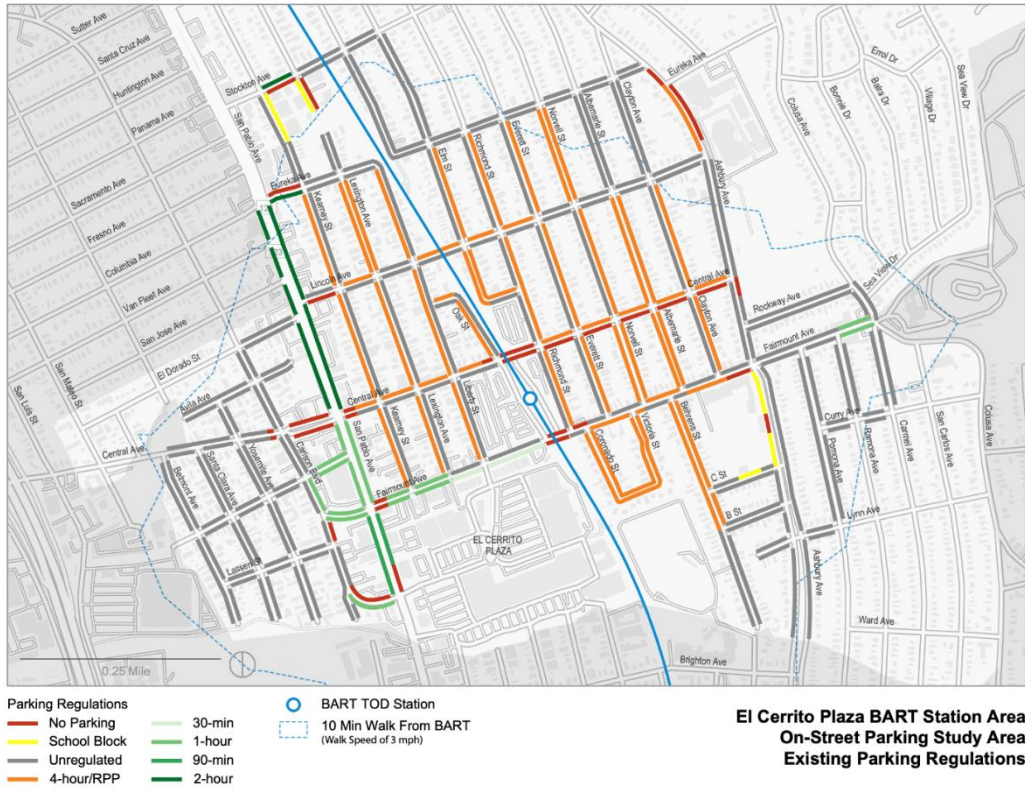 Sutter Ave
Santa Cruz Ave
Huntington Ave
Panama Ave
Stockton Ave
San Pablo Ave
Sacramento Ave
Fresno Ave
Columbia Ave
Van Fleet Ave
San Jose Ave
El Dorado St
San Mateo St
San Luis St
Eureka Ave
Kearney St
Lexington Ave
Lincoln Ave
Elm St
Richmond St
Everett St
Norvell St
Albemarle St
Clayton Ave
Eureka Ave
Errol Dr
Balra Dr
Bonnie Dr
Colusa Ave
Village Dr
Sea View Dr
Ashbury Ave
Sea View Dr
Central Ave
Rockway Ave
Fairmount Ave
Oak St
Richmond St
Everett St
Norvell St
Albemarle St
Clayton Ave
Avila Ave
Central Ave
Central Ave
Kearney St
Lexington Ave
Liberty St
San Pablo Ave
Carlson Blvd
Yosemite Ave
Santa Clara Ave
Belmont Ave
Lassen St
Fairmount Ave
Coronado St
Victoria St
Behrens St
C St
B St
Curry Ave
Pomona Ave
Ramona Ave
Carmel Ave
San Carlos Ave
Colusa Ave
Lynn Ave
Ashbury Ave
Ward Ave
Brighton Ave
EL CERRITO
PLAZA
0.25 Mile
Parking Regulations
No Parking
School Block
Unregulated
4-hour/RPP
30-min
1-hour
90-min
2-hour
BART TOD Station
10 Min Walk From BART
(Walk Speed of 3 mph)
El Cerrito Plaza BART Station Area
On-Street Parking Study Area
Existing Parking Regulations